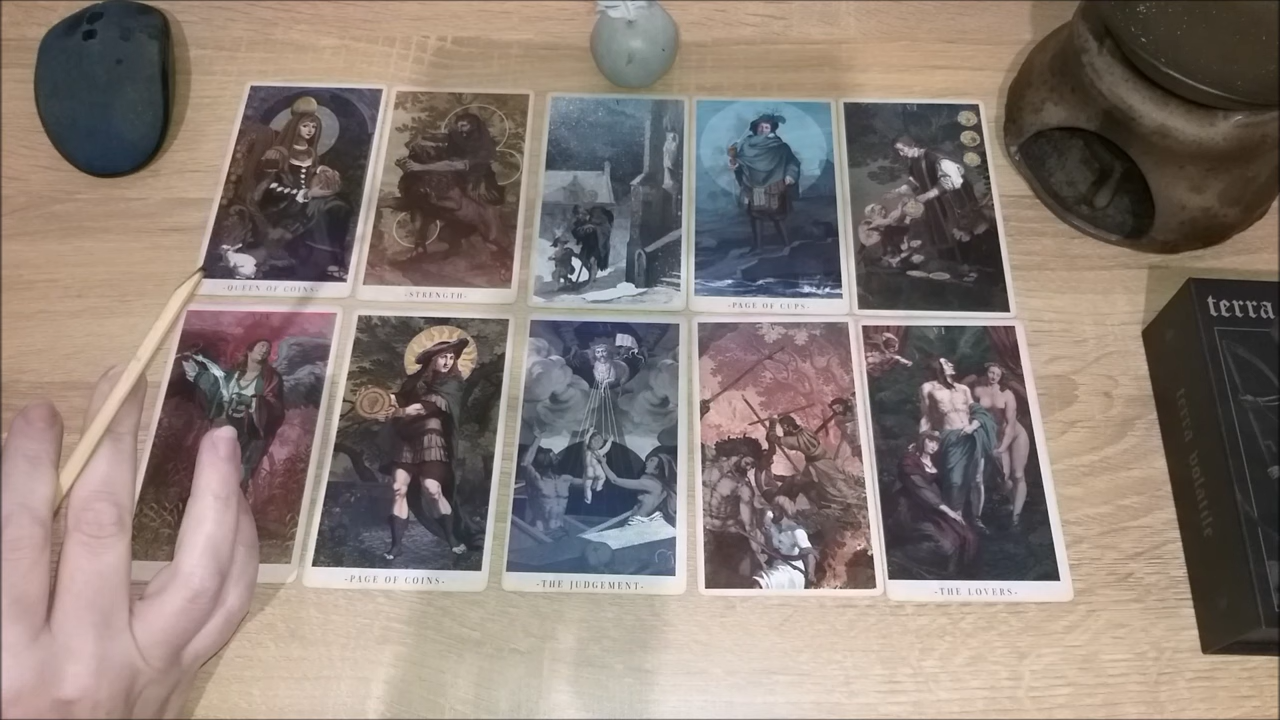 -QUEEN OF COINS-
-STRENGTH-
-PAGE OF CUPS-
-PAGE OF COINS-
-THE JUDGEMENT-
-THE LOVERS-
terra
terra volatile